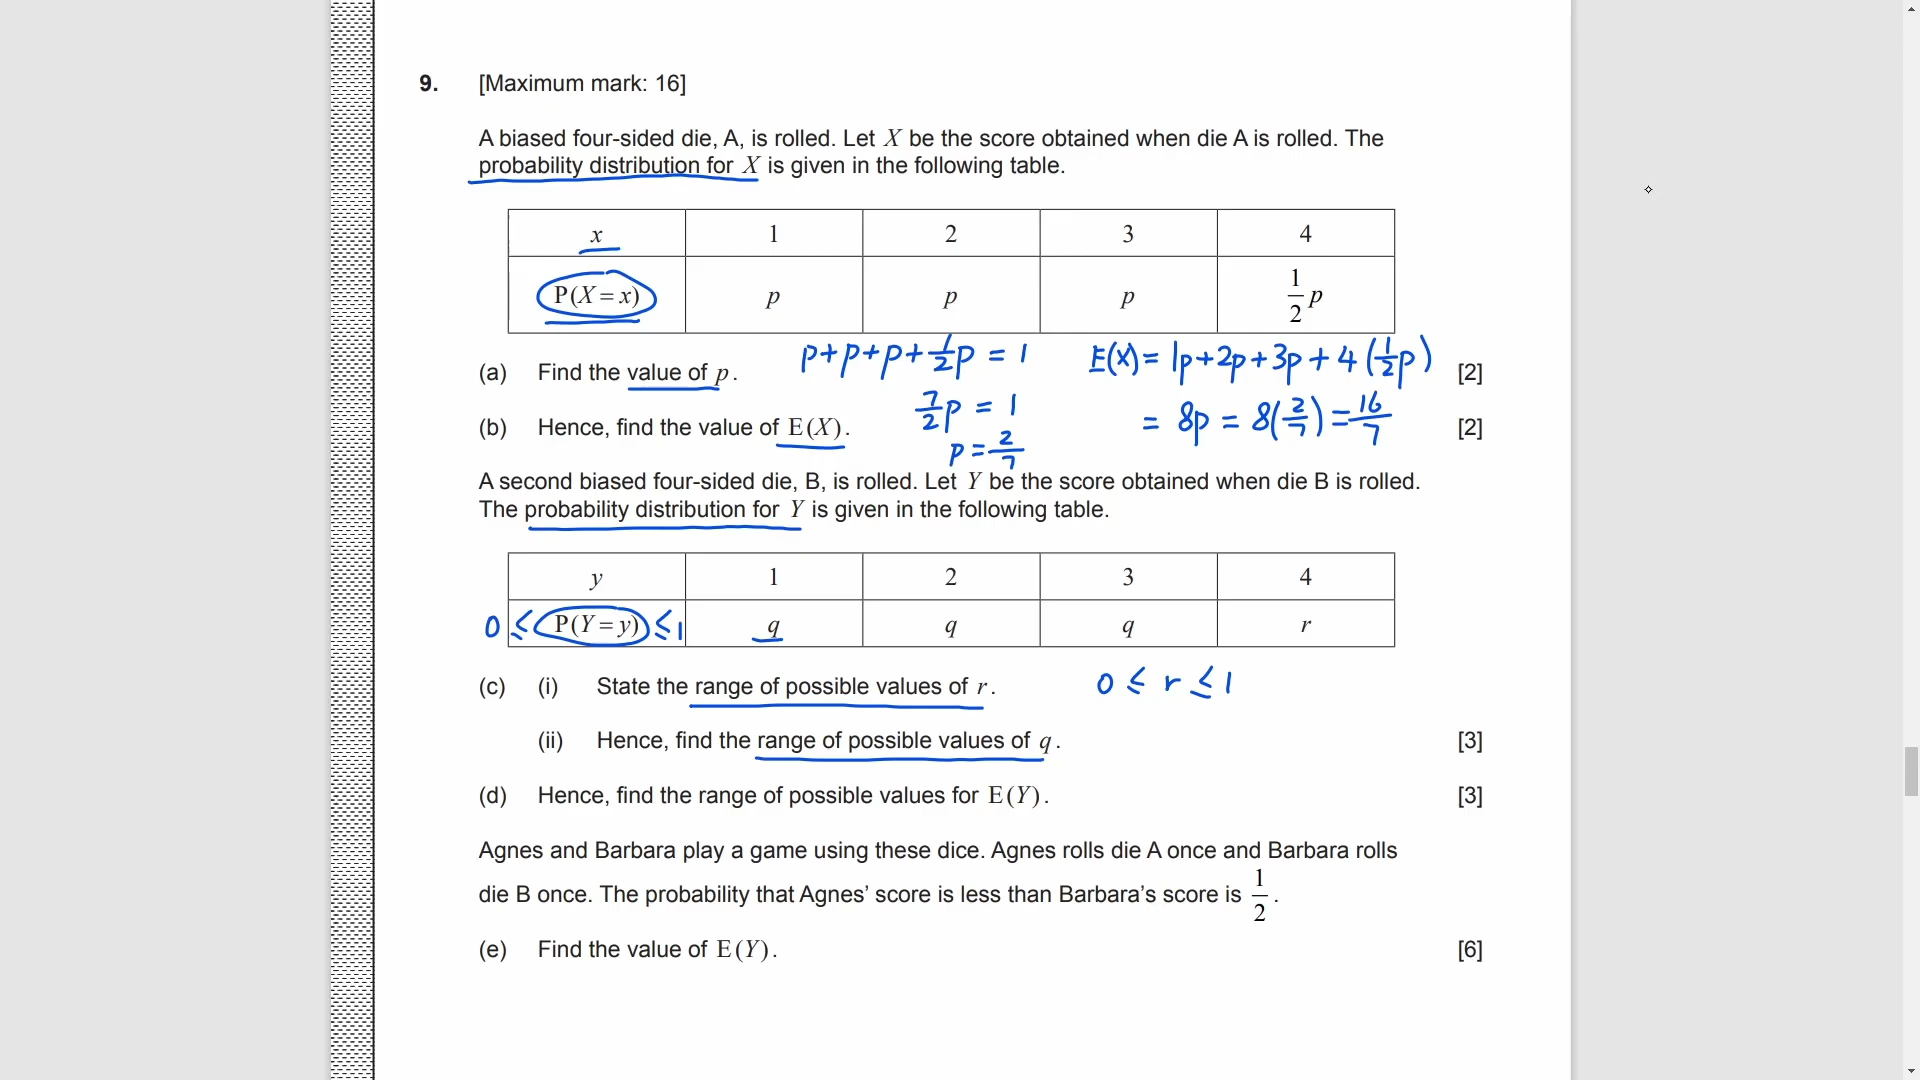 9. [Maximum mark: 16]
A biased four-sided die, A, is rolled. Let X be the score obtained when die A is rolled. The
probability distribution for X is given in the following table.
x 1 2 3 4
P(X = x) p p p 1/2 p
p+p+p+1/2p = 1 E(X) = 1p+2p+3p+4(1/2p)
(a) Find the value of p. [2]
7/2p = 1 = 8p = 8(2/7) = 16/7
(b) Hence, find the value of E(X). [2]
p = 2/7
A second biased four-sided die, B, is rolled. Let Y be the score obtained when die B is rolled.
The probability distribution for Y is given in the following table.
y 1 2 3 4
0 ≤ P(Y = y) ≤ 1 q q q r
(c) (i) State the range of possible values of r. 0 ≤ r ≤ 1
(ii) Hence, find the range of possible values of q. [3]
(d) Hence, find the range of possible values for E(Y). [3]
Agnes and Barbara play a game using these dice. Agnes rolls die A once and Barbara rolls
die B once. The probability that Agnes’ score is less than Barbara’s score is 1/2.
(e) Find the value of E(Y). [6]